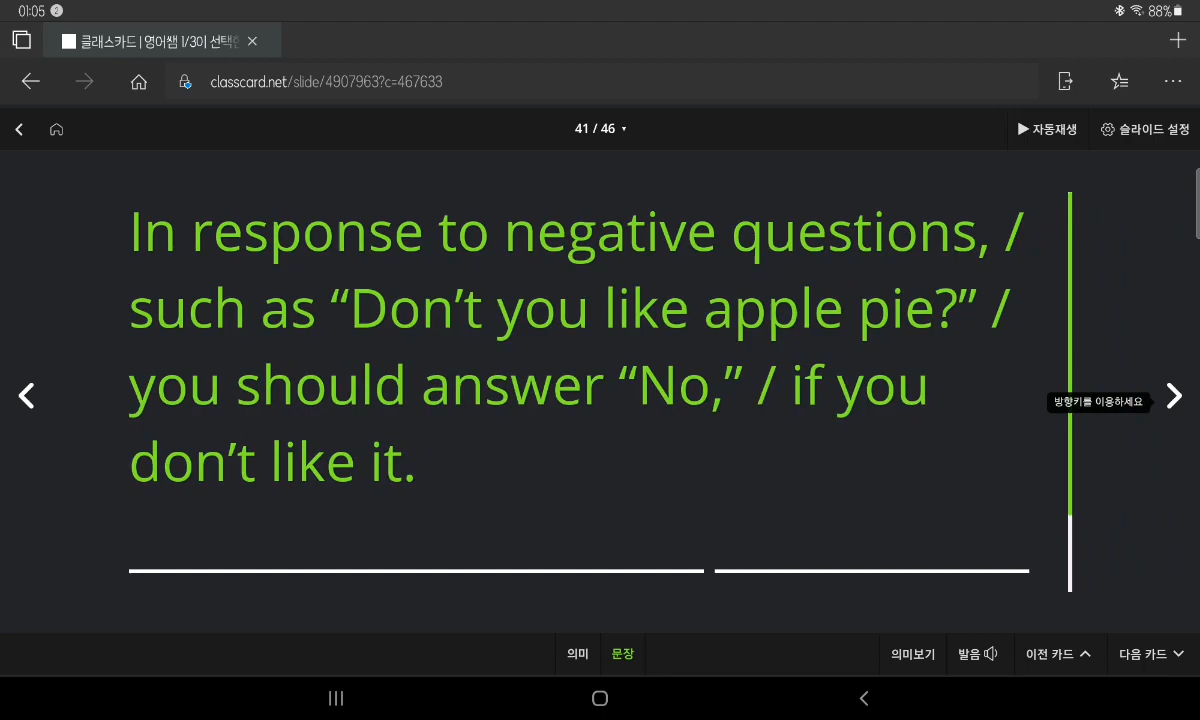 01:05 2 88%
클래스카드 | 영어쌤 1/3이 선택한
classcard.net/slide/4907963?c=467633
41 / 46 자동재생 슬라이드 설정
In response to negative questions, /
such as “Don’t you like apple pie?” /
you should answer “No,” / if you
방향키를 이용하세요
don’t like it.
의미 문장 의미보기 발음 이전 카드 다음 카드